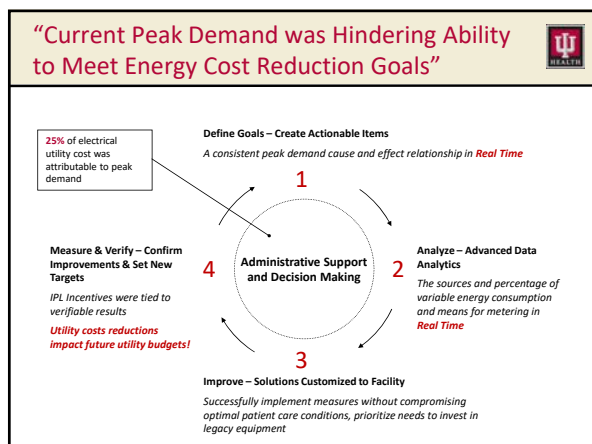 “Current Peak Demand was Hindering Ability
to Meet Energy Cost Reduction Goals”
HEALTH
25% of electrical
utility cost was
attributable to peak
demand
Define Goals – Create Actionable Items
A consistent peak demand cause and effect relationship in Real Time
1
Administrative Support
and Decision Making
2
Analyze – Advanced Data
Analytics
The sources and percentage of
variable energy consumption
and means for metering in
Real Time
3
Improve – Solutions Customized to Facility
Successfully implement measures without compromising
optimal patient care conditions, prioritize needs to invest in
legacy equipment
Measure & Verify – Confirm
Improvements & Set New
Targets
4
IPL Incentives were tied to
verifiable results
Utility costs reductions
impact future utility budgets!